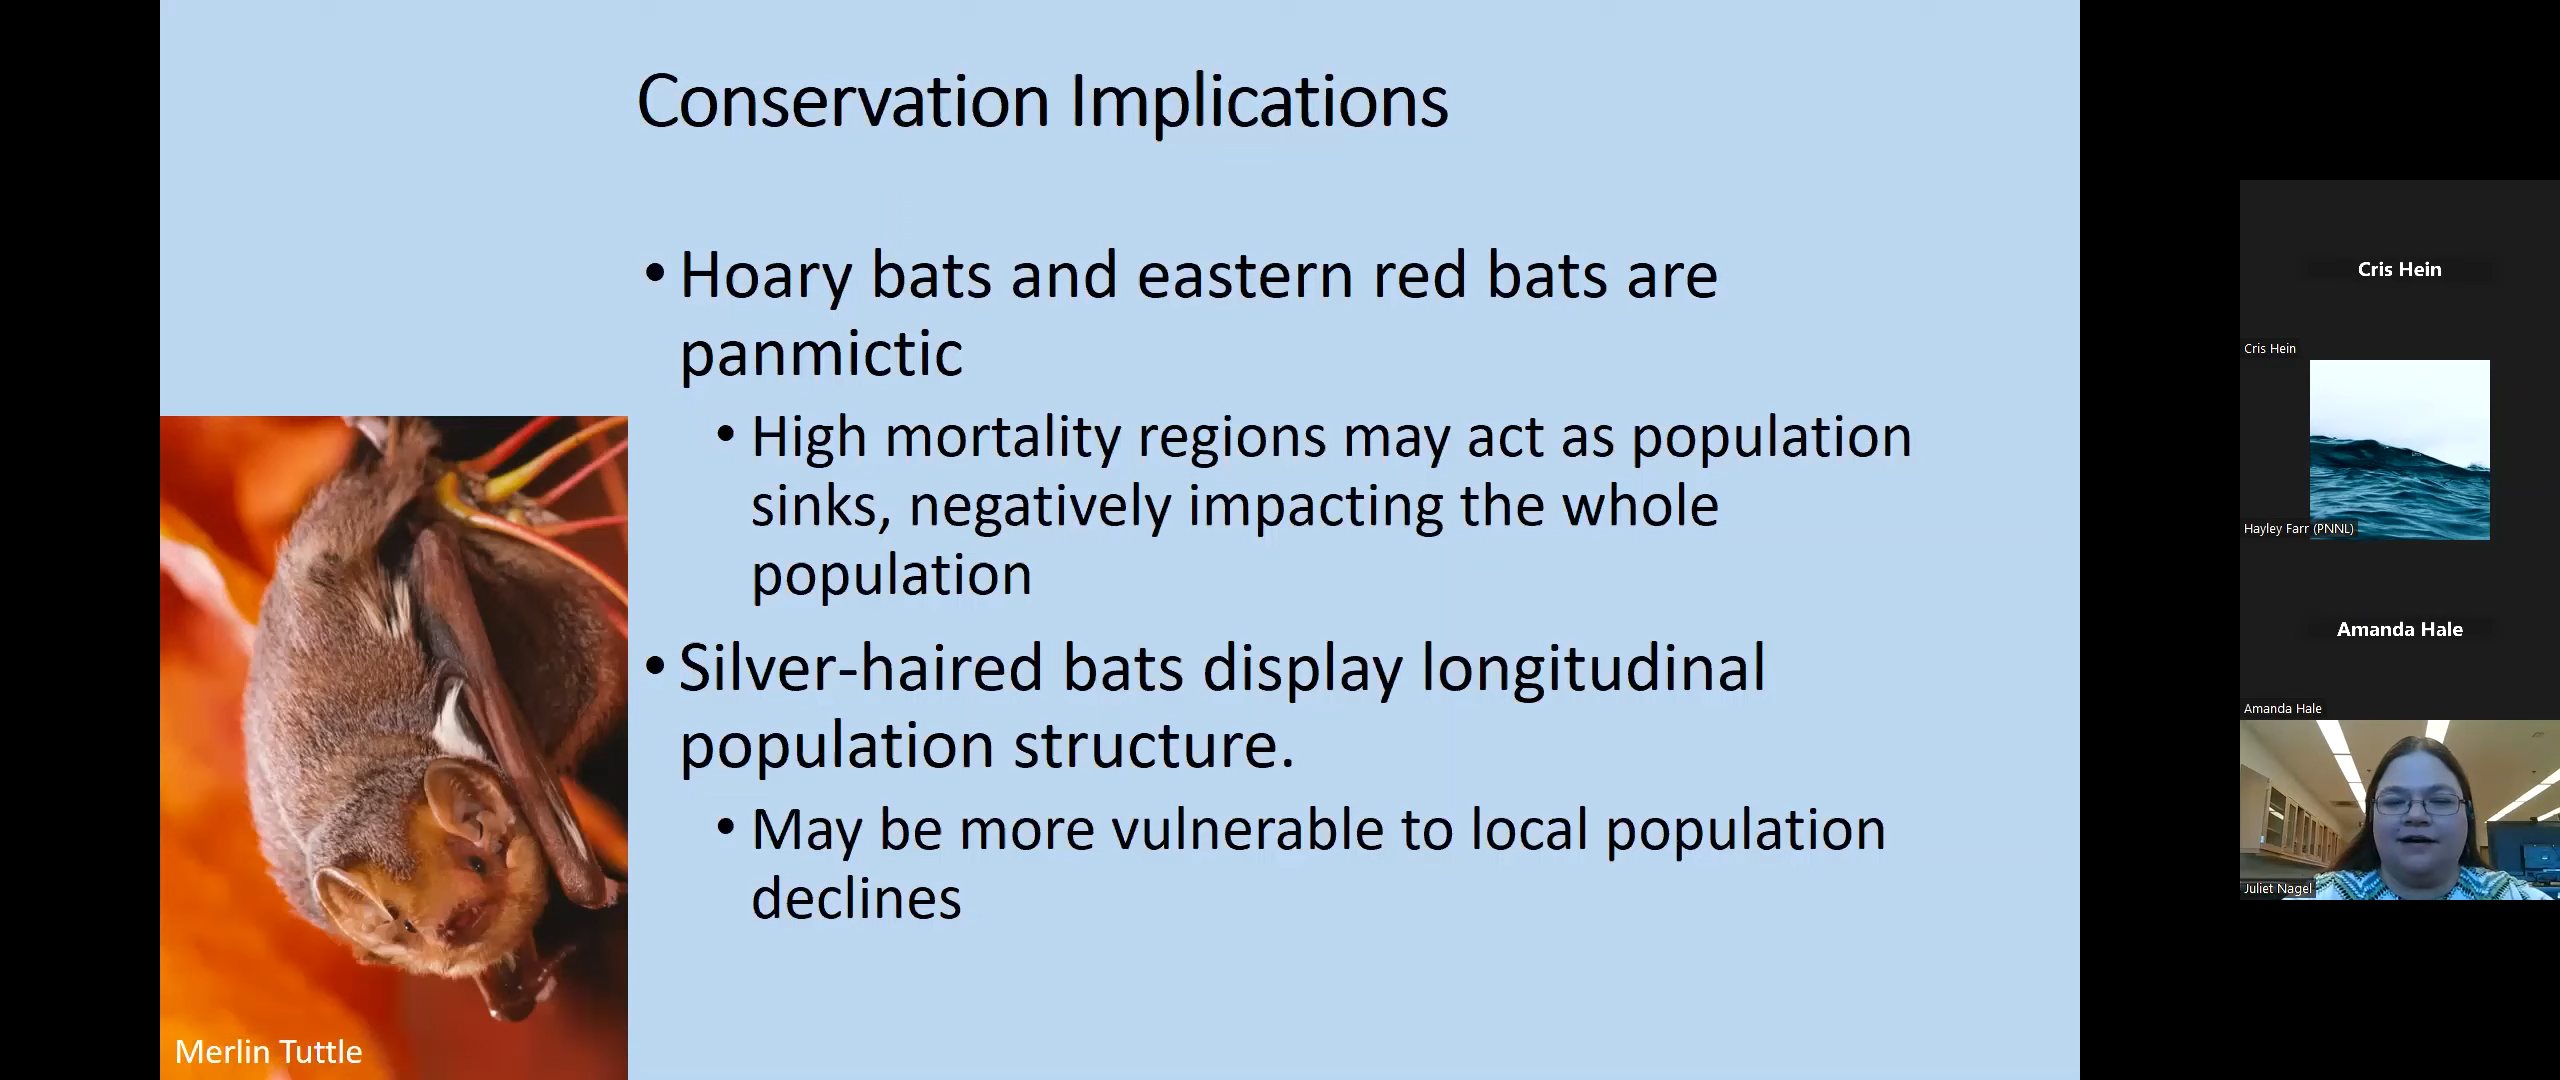 Conservation Implications
• Hoary bats and eastern red bats are
panmictic
• High mortality regions may act as population
sinks, negatively impacting the whole
population
• Silver-haired bats display longitudinal
population structure.
• May be more vulnerable to local population
declines
Merlin Tuttle
Cris Hein
Cris Hein
Hayley Farr (PNNL)
Amanda Hale
Amanda Hale
Juliet Nagel